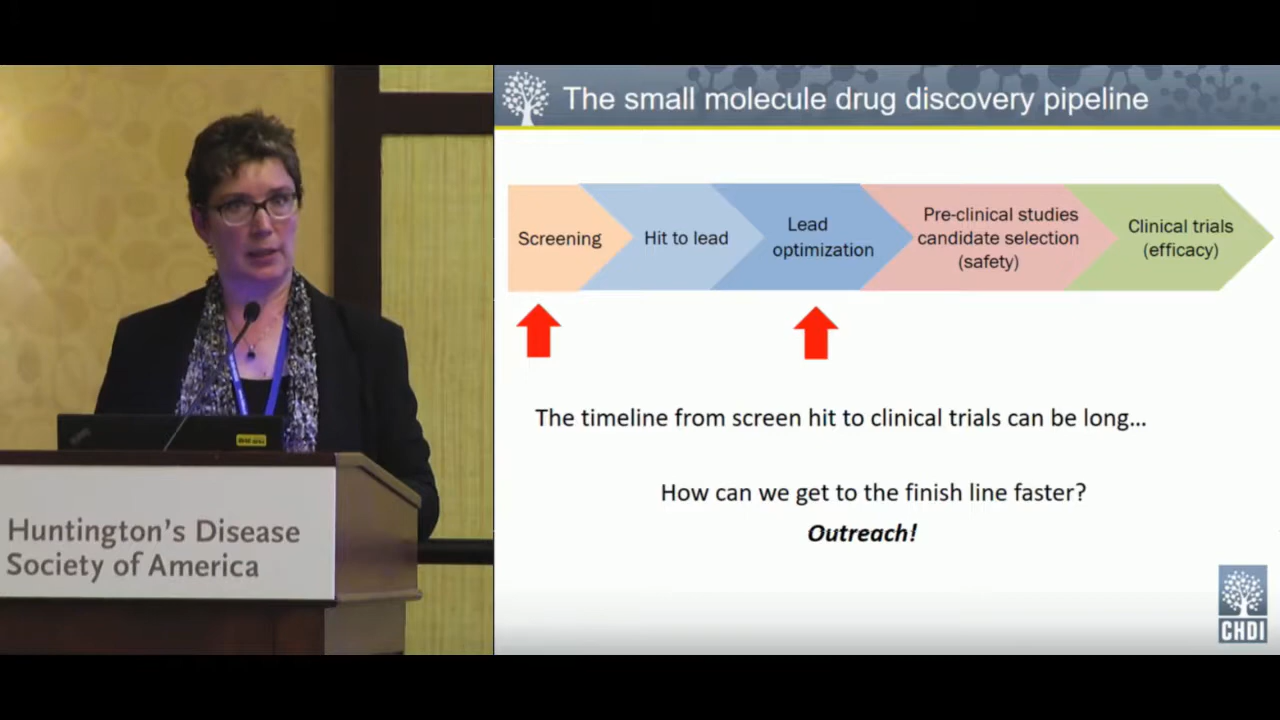 The small molecule drug discovery pipeline
Screening
Hit to lead
Lead
optimization
Pre-clinical studies
candidate selection
(safety)
Clinical trials
(efficacy)
The timeline from screen hit to clinical trials can be long...
How can we get to the finish line faster?
Outreach!
CHDI
Huntington's Disease
Society of America